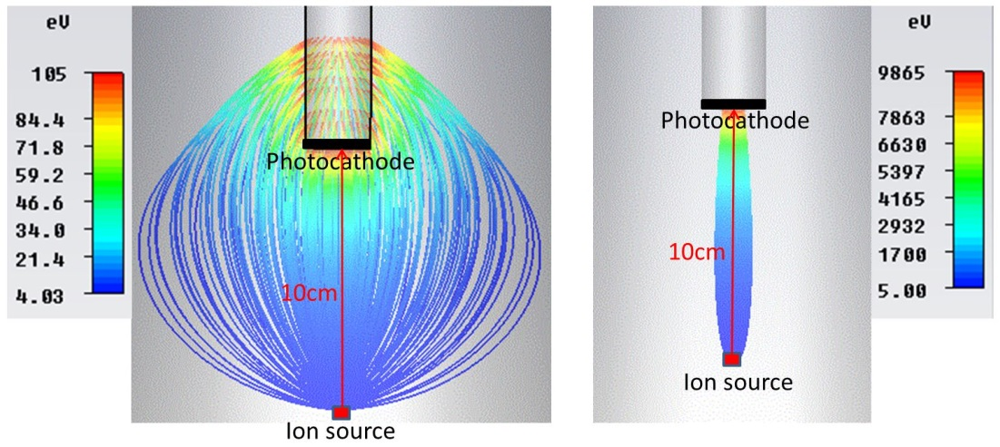 eV
105
84.4
71.8
59.2
46.6
34.0
21.4
4.03
Photocathode
10cm
Ion source
eV
9865
7863
6630
5397
4165
2932
1700
5.00
Photocathode
10cm
Ion source